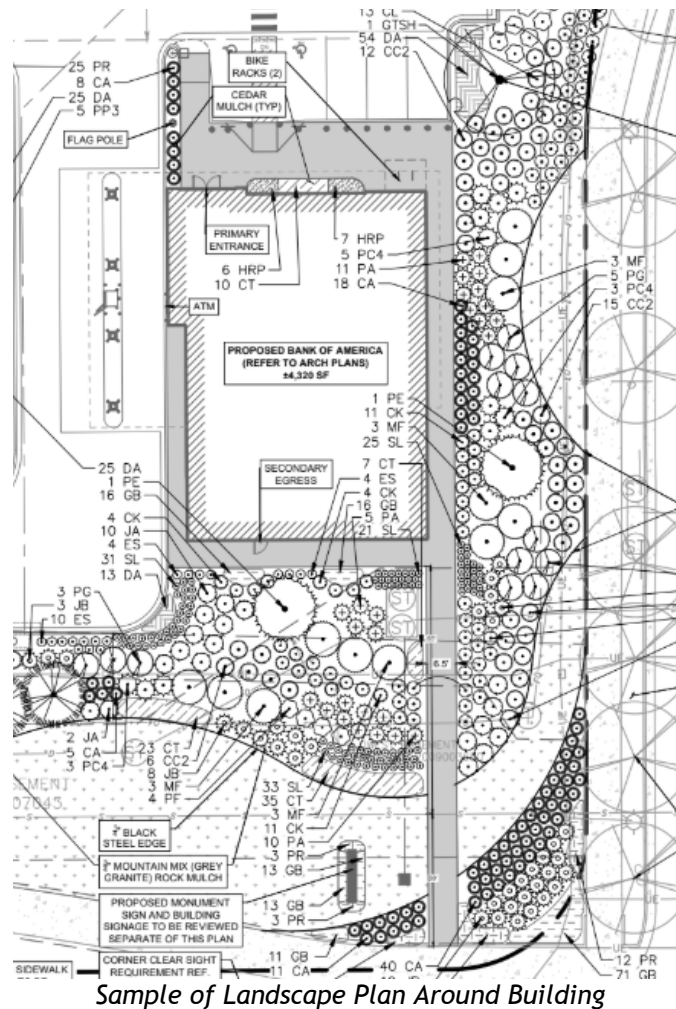 13 CL
1 GTSH
54 DA
12 CC2
25 PR
8 CA
25 DA
5 PP3
FLAG POLE
BIKE
RACKS (2)
CEDAR
MULCH (TYP)
PRIMARY
ENTRANCE
6 HRP
10 CT
7 HRP
5 PC4
11 PA
18 CA
3 MF
5 PG
3 PC4
15 CC2
ATM
PROPOSED BANK OF AMERICA
(REFER TO ARCH PLANS)
±4,320 SF
1 PE
11 CK
3 MF
25 SL
SECONDARY
EGRESS
7 CT
4 ES
4 CK
16 GB
5 PA
21 SL
25 DA
1 PE
16 GB
4 CK
10 JA
4 ES
31 SL
13 DA
3 PG
3 JB
10 ES
ST
ST
ST
ST
UE
UE
6.5'
2 JA
5 CA
3 PC4
23 CT
6 CC2
8 JB
3 MF
4 PF
33 SL
35 CT
3 MF
11 CK
10 PA
3 PR
13 GB
13 GB
3 PR
BLACK
STEEL EDGE
MOUNTAIN MIX (GREY
GRANITE) ROCK MULCH
PROPOSED MONUMENT
SIGN AND BUILDING
SIGNAGE TO BE REVIEWED
SEPARATE OF THIS PLAN
CORNER CLEAR SIGHT
REQUIREMENT REF.
SIDEWALK
11 GB
11 CA
40 CA
12 PR
71 GB
UE
Sample of Landscape Plan Around Building